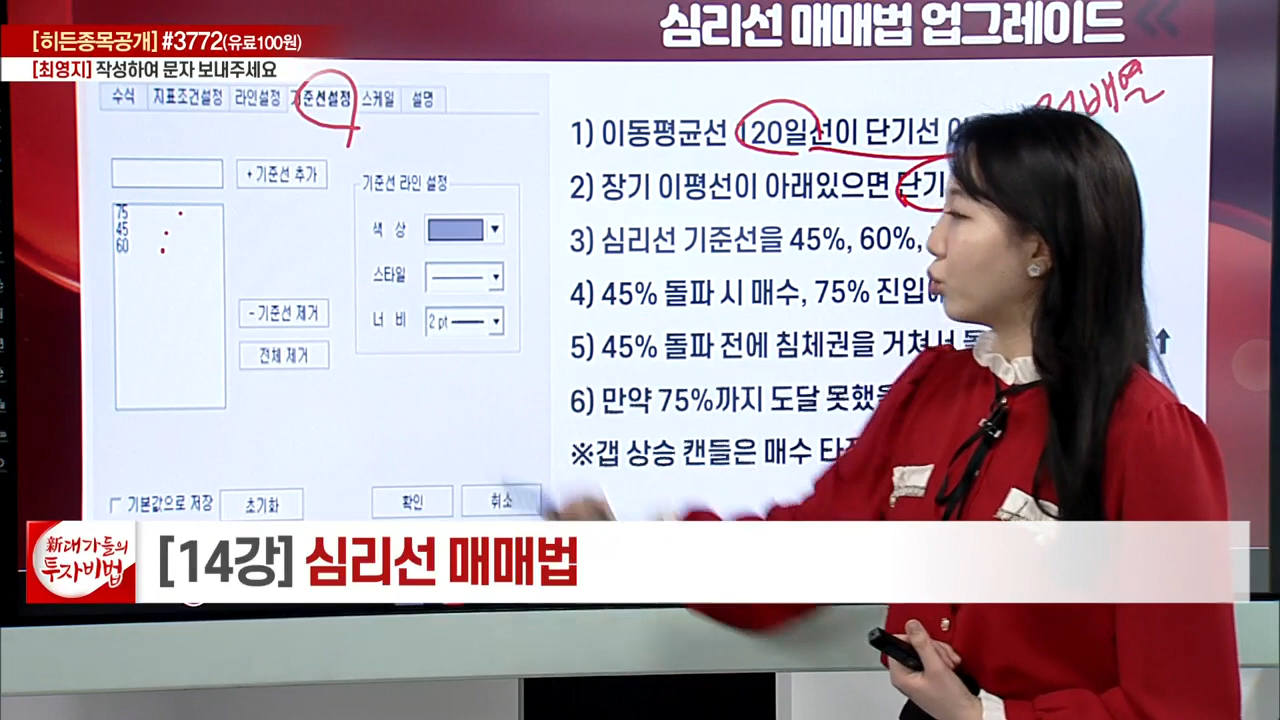 [히든종목공개] #3772(유료100원)
[최영지] 작성하여 문자 보내주세요
심리선 매매법 업그레이드
수식 지표조건설정 라인설정 기준선설정 스케일 설명
+ 기준선 추가
75
45
60
기준선 라인 설정
색 상
스타일
너 비 2 pt
- 기준선 제거
전체 제거
기본값으로 저장 초기화 확인 취소
1) 이동평균선 120일선이 단기선
2) 장기 이평선이 아래있으면 단기
3) 심리선 기준선을 45%, 60%,
4) 45% 돌파 시 매수, 75% 진입
5) 45% 돌파 전에 침체권을 거쳐서
6) 만약 75%까지 도달 못했을
※갭 상승 캔들은 매수
新대가들의
투자비법
[14강] 심리선 매매법